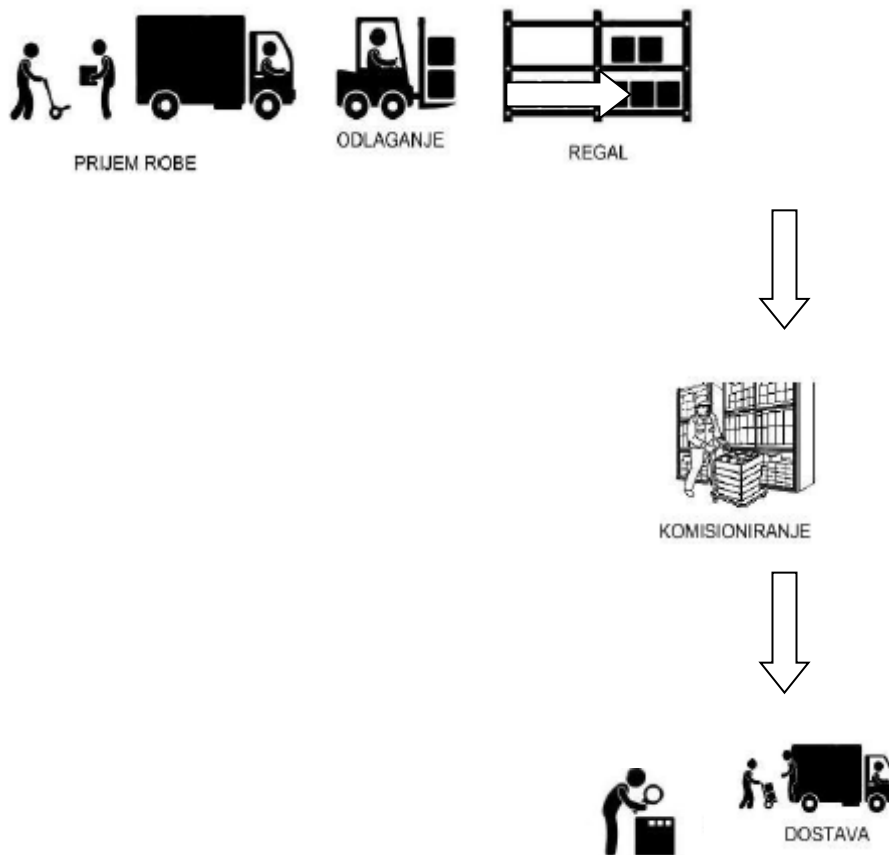 PRIJEM ROBE
ODLAGANJE
REGAL
KOMISIONIRANJE
DOSTAVA